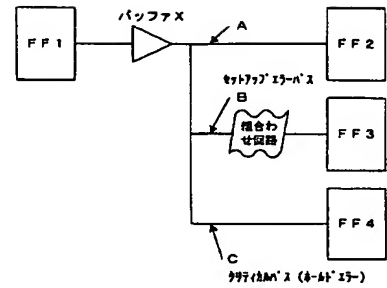 バッファX
A
FF1
FF2
セットアップエラーパス
B
組合わ
せ回路
FF3
FF4
C
クリティカルパス (ホールドエラー)